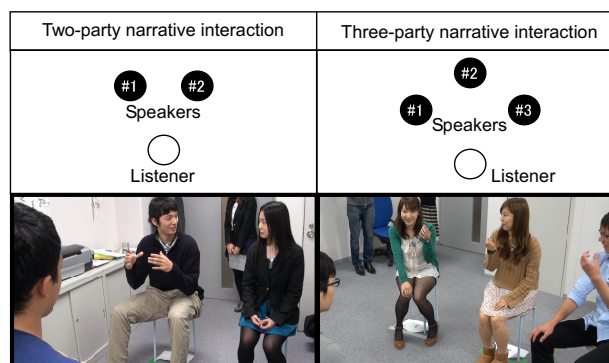 Two-party narrative interaction
Three-party narrative interaction
#1 #2
Speakers
Listener
#2
#1 #3
Speakers
Listener